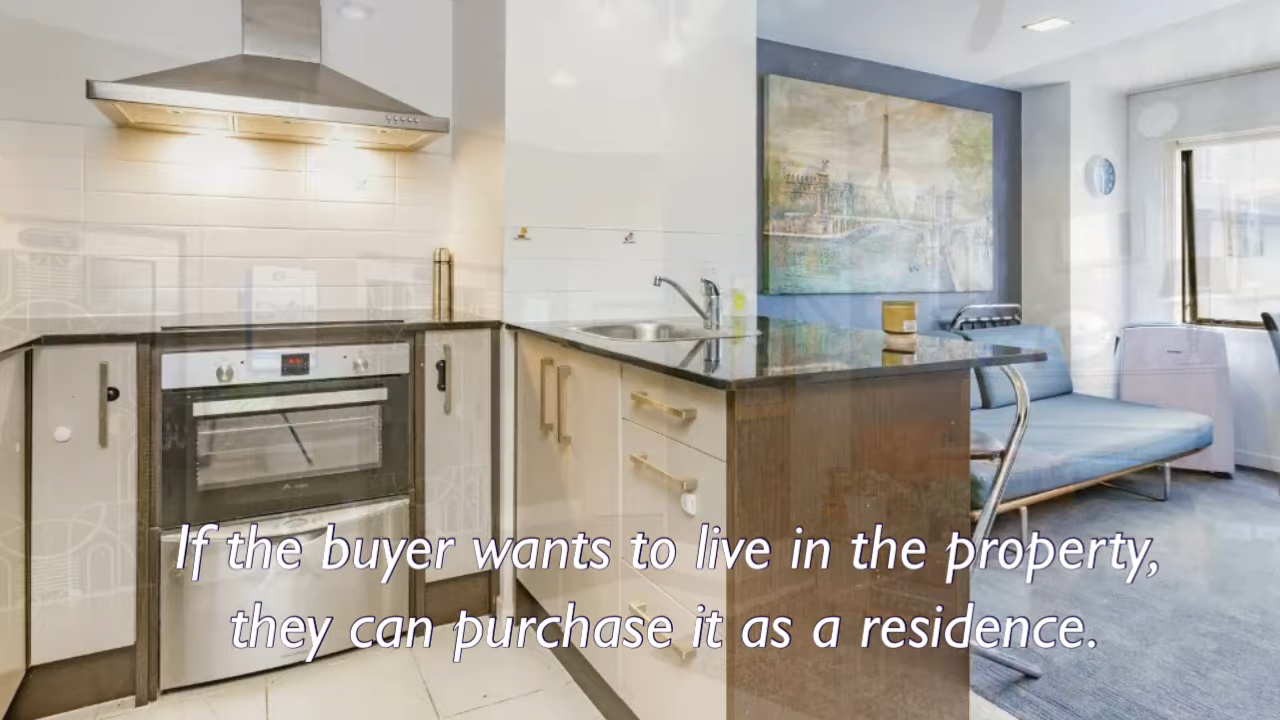 If the buyer wants to live in the property,
they can purchase it as a residence.